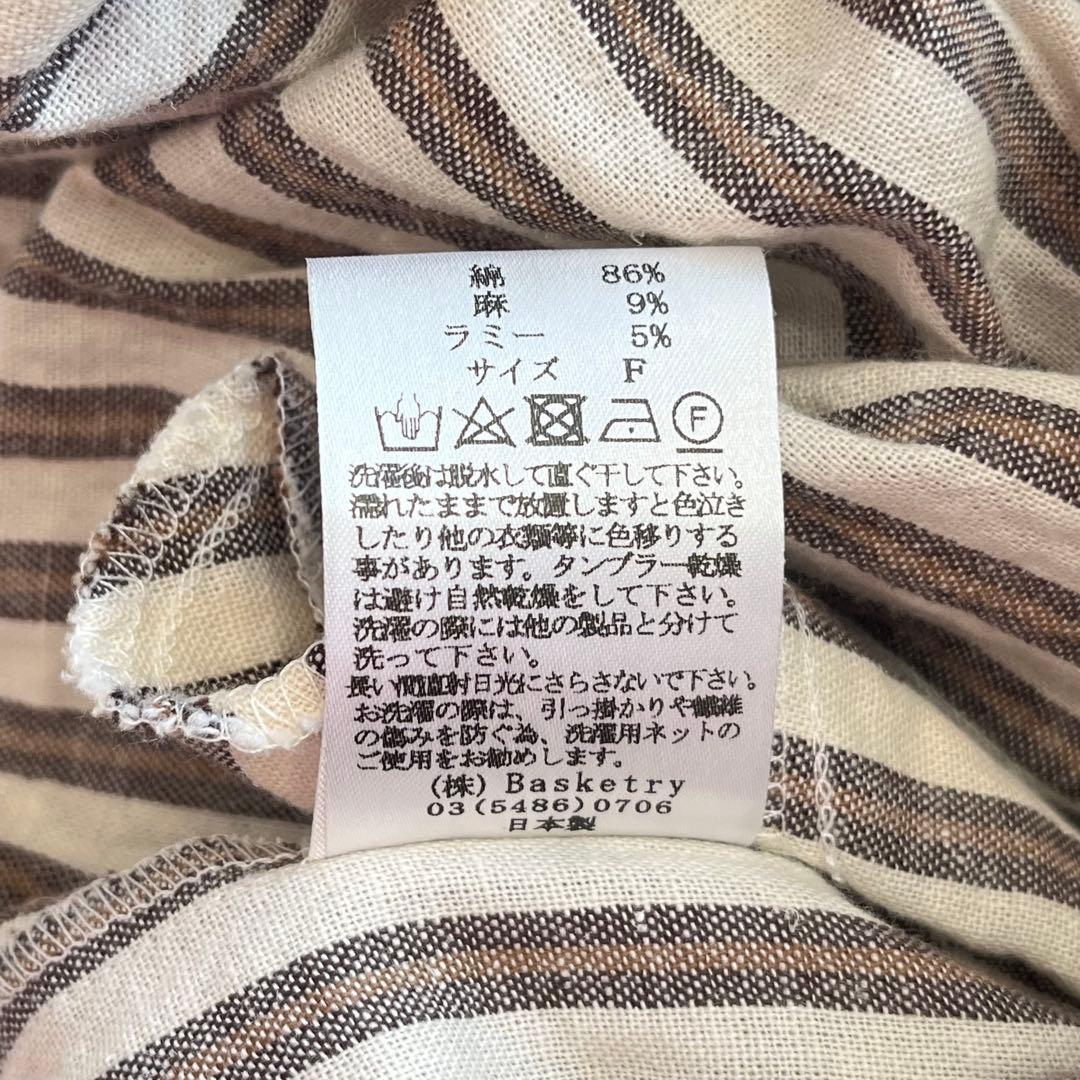 綿 86%
麻 9%
ラミー 5%
サイズ F
F
洗濯後は脱水して直ぐ干して下さい。
濡れたままで放置しますと色泣き
したり他の衣類等に色移りする
事があります。タンブラー乾燥
は避け自然乾燥をして下さい。
洗濯の際には他の製品と分けて
洗って下さい。
長い間直射日光にさらさないで下さい。
お洗濯の際は、引っ掛かりや繊維
の傷みを防ぐ為、洗濯用ネットの
ご使用をお勧めします。
(株) Basketry
03(5486)0706
日本製